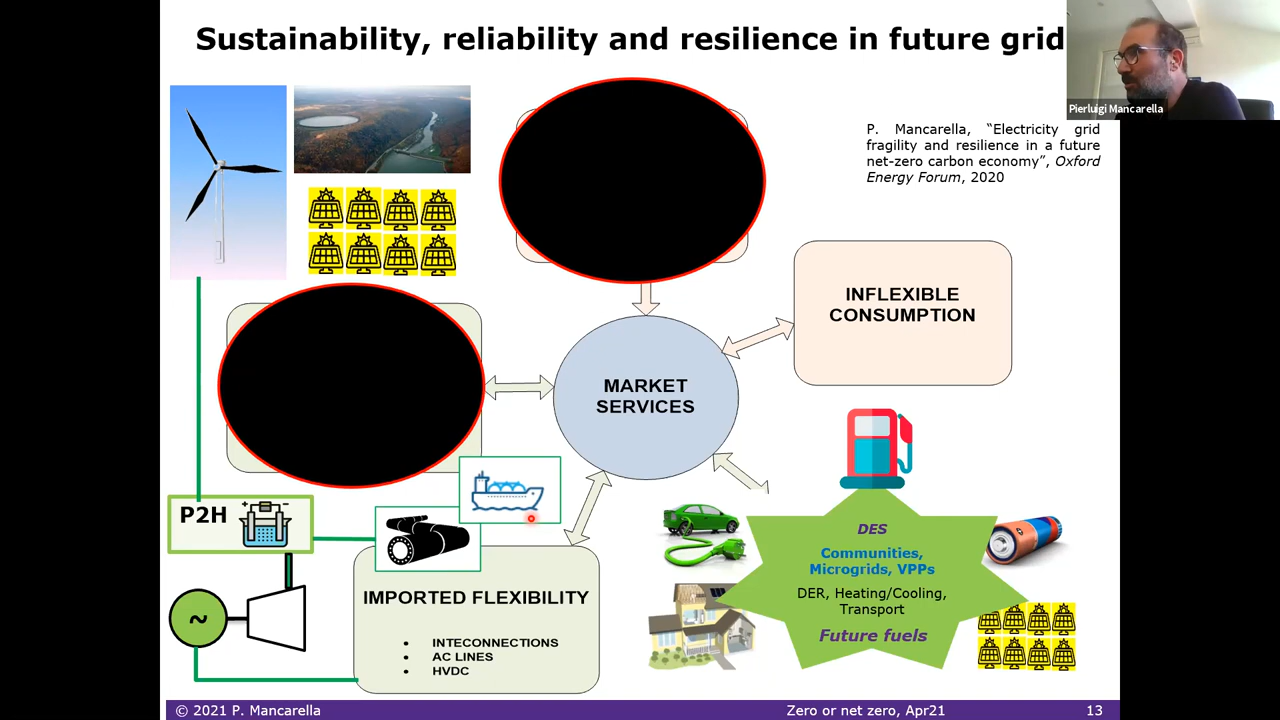 Sustainability, reliability and resilience in future grid
Pierluigi Mancarella
P. Mancarella, “Electricity grid
fragility and resilience in a future
net-zero carbon economy”, Oxford
Energy Forum, 2020
INFLEXIBLE
CONSUMPTION
MARKET
SERVICES
P2H
~
IMPORTED FLEXIBILITY
• INTECONNECTIONS
• AC LINES
• HVDC
DES
Communities,
Microgrids, VPPs
DER, Heating/Cooling,
Transport
Future fuels
© 2021 P. Mancarella
Zero or net zero, Apr21
13